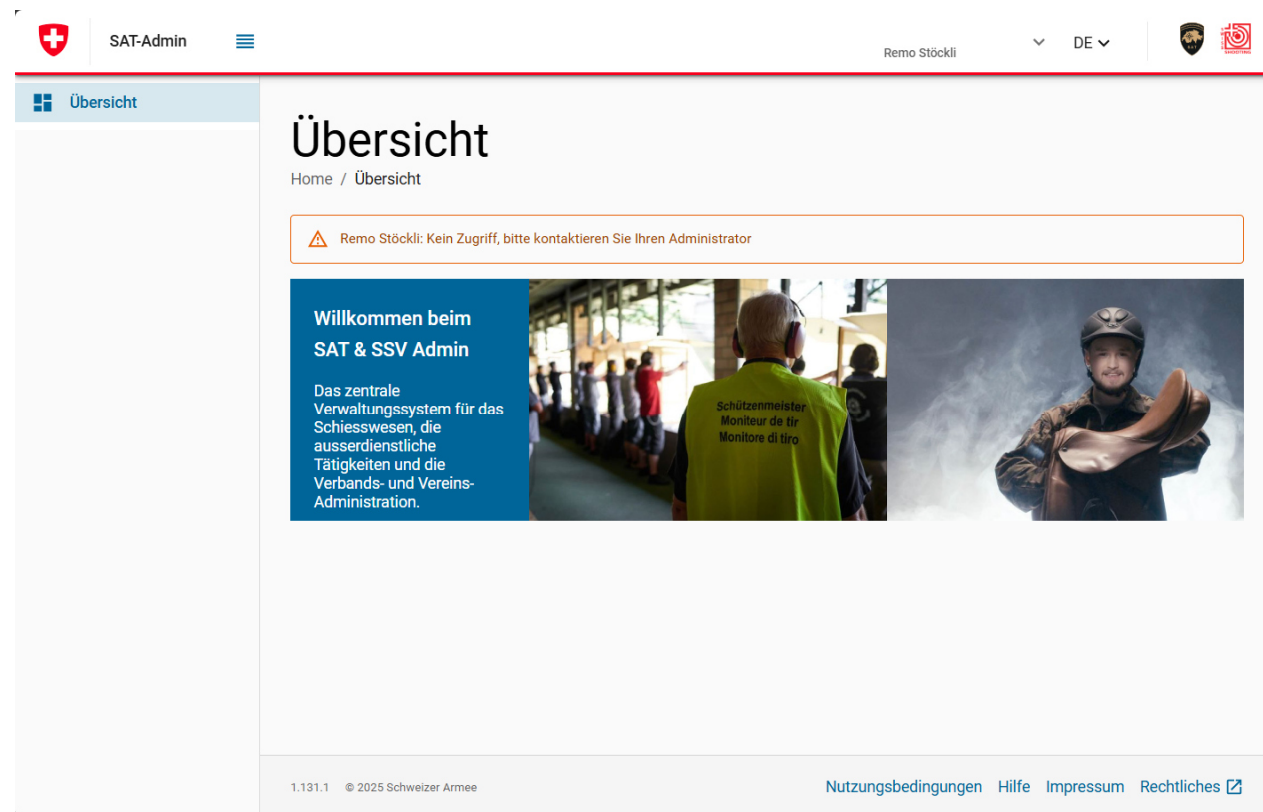 SAT-Admin
Remo Stöckli
DE
Übersicht
Übersicht
Home / Übersicht
Remo Stöckli: Kein Zugriff, bitte kontaktieren Sie Ihren Administrator
Willkommen beim
SAT & SSV Admin
Das zentrale
Verwaltungssystem für das
Schiesswesen, die
ausserdienstliche
Tätigkeiten und die
Verbands- und Vereins-
Administration.
Schützenmeister
Moniteur de tir
Monitore di tiro
1.131.1 © 2025 Schweizer Armee
Nutzungsbedingungen Hilfe Impressum Rechtliches